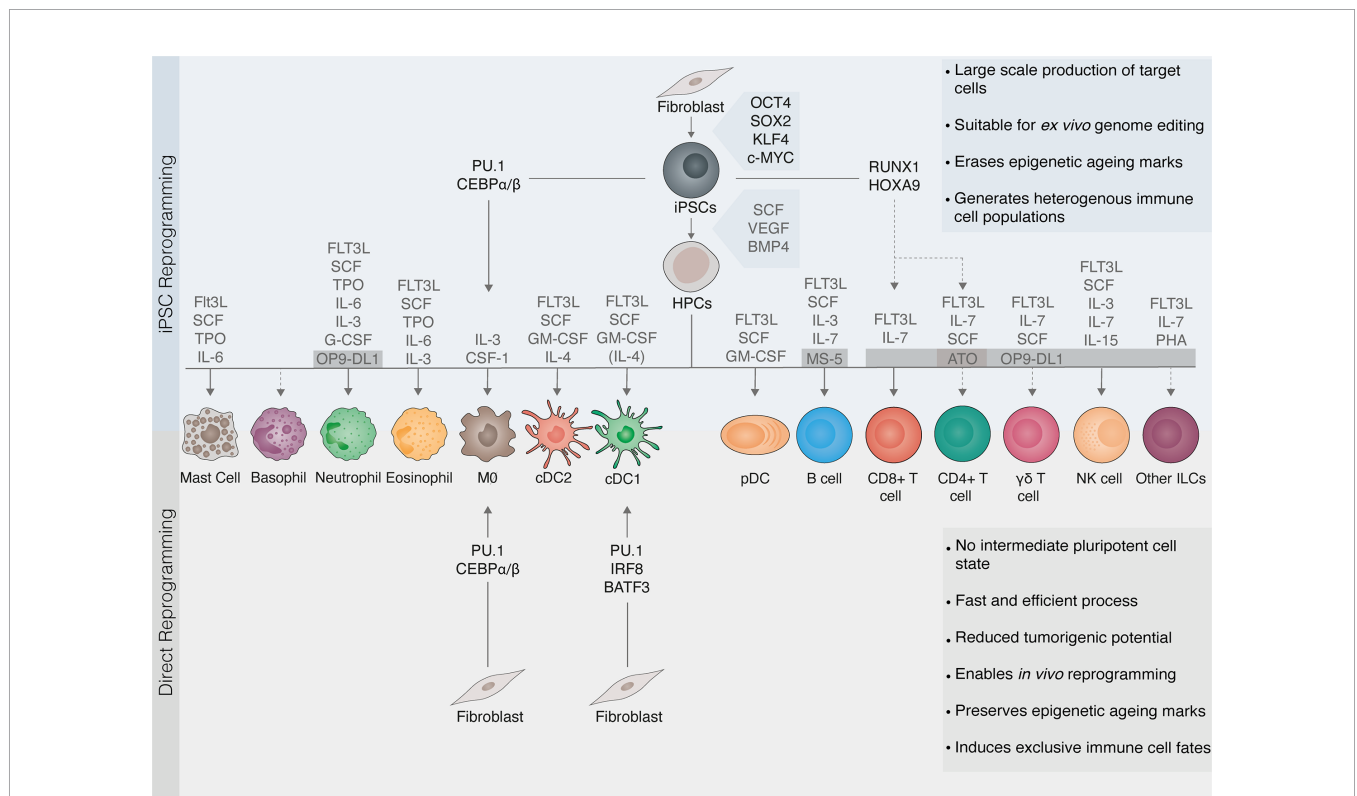 iPSC Reprogramming
Fibroblast
OCT4
SOX2
KLF4
c-MYC
iPSCs
SCF
VEGF
BMP4
HPCs
PU.1
CEBPα/β
RUNX1
HOXA9
• Large scale production of target
cells
• Suitable for ex vivo genome editing
• Erases epigenetic ageing marks
• Generates heterogenous immune
cell populations
Flt3L
SCF
TPO
IL-6
FLT3L
SCF
TPO
IL-6
IL-3
G-CSF
OP9-DL1
FLT3L
SCF
TPO
IL-6
IL-3
IL-3
CSF-1
FLT3L
SCF
GM-CSF
IL-4
FLT3L
SCF
GM-CSF
(IL-4)
FLT3L
SCF
GM-CSF
FLT3L
SCF
IL-3
IL-7
MS-5
FLT3L
IL-7
FLT3L
IL-7
SCF
ATO
FLT3L
IL-7
SCF
OP9-DL1
FLT3L
SCF
IL-3
IL-7
IL-15
FLT3L
IL-7
PHA
Mast Cell
Basophil
Neutrophil
Eosinophil
M0
cDC2
cDC1
pDC
B cell
CD8+ T
cell
CD4+ T
cell
γδ T
cell
NK cell
Other ILCs
Direct Reprogramming
PU.1
CEBPα/β
Fibroblast
PU.1
IRF8
BATF3
Fibroblast
• No intermediate pluripotent cell
state
• Fast and efficient process
• Reduced tumorigenic potential
• Enables in vivo reprogramming
• Preserves epigenetic ageing marks
• Induces exclusive immune cell fates